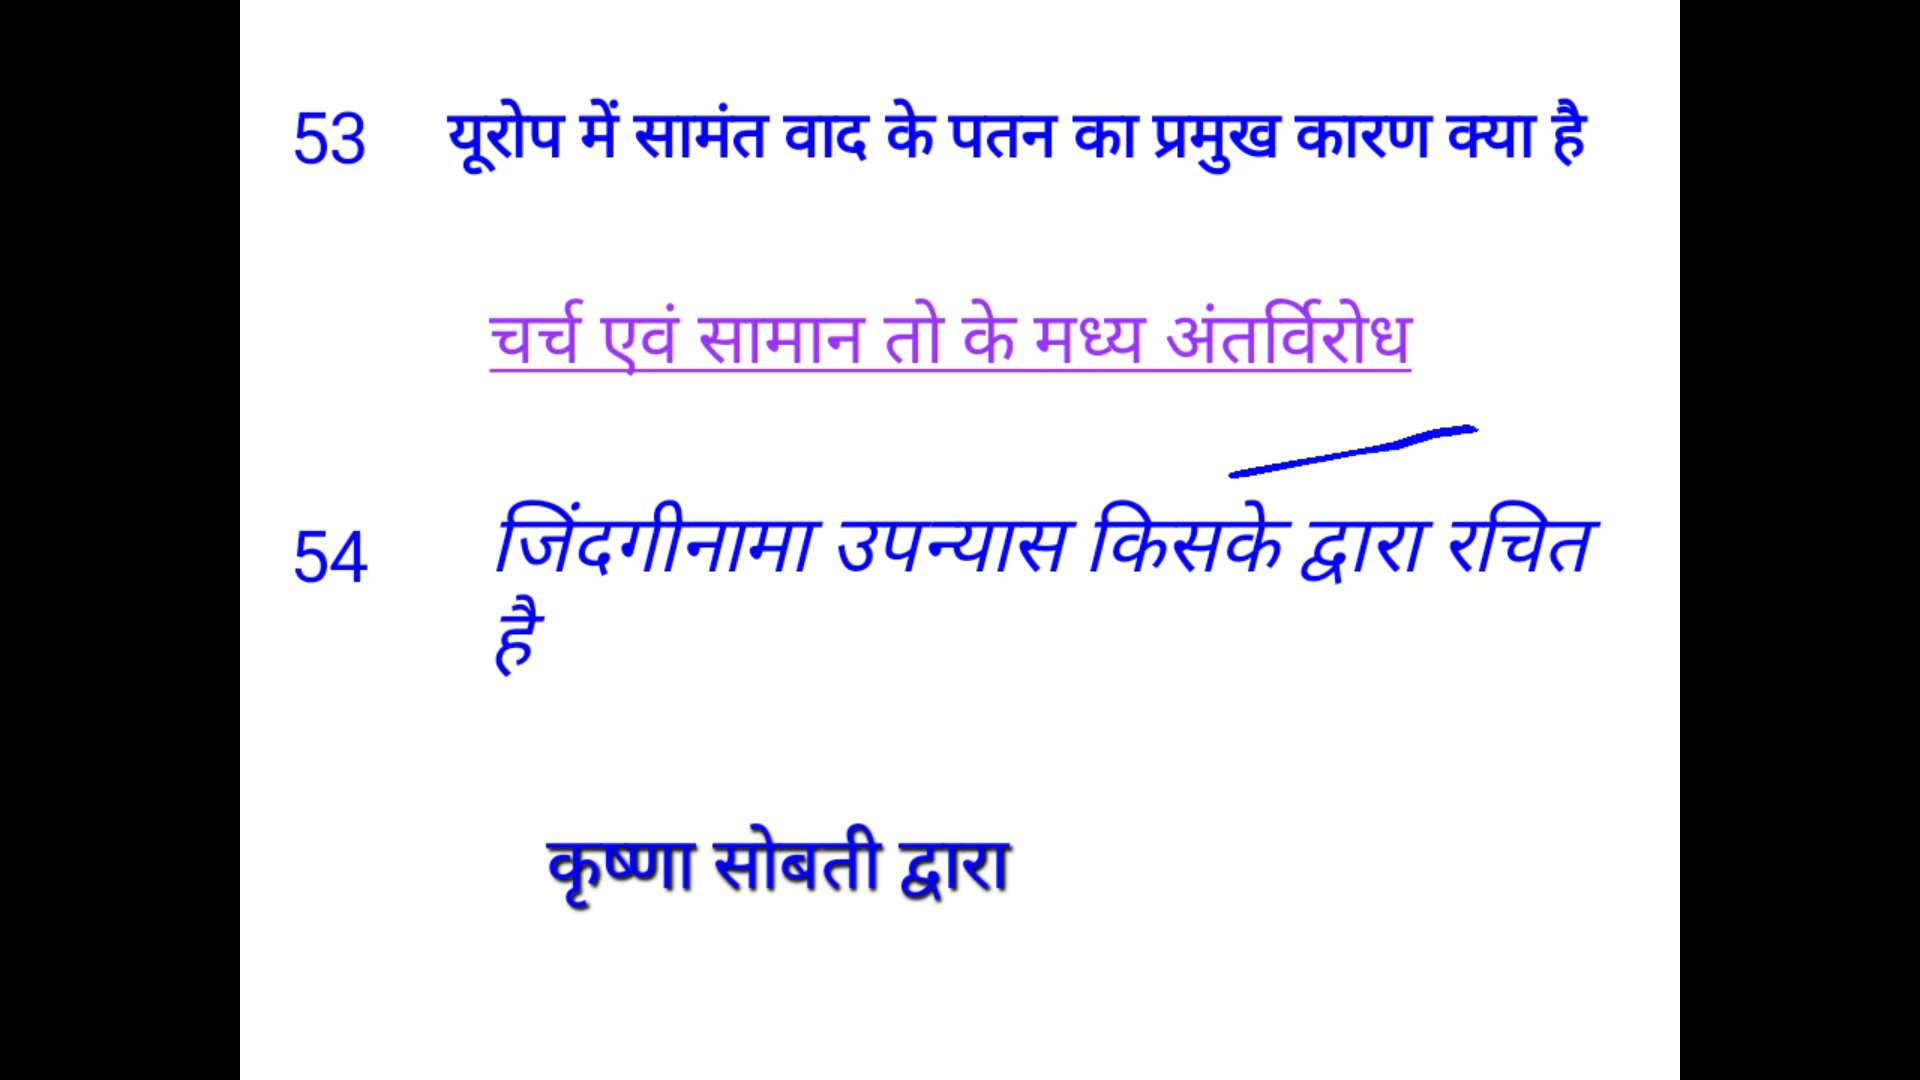 53 यूरोप में सामंत वाद के पतन का प्रमुख कारण क्या है
चर्च एवं सामान तो के मध्य अंतर्विरोध
54 जिंदगीनामा उपन्यास किसके द्वारा रचित
है
कृष्णा सोबती द्वारा